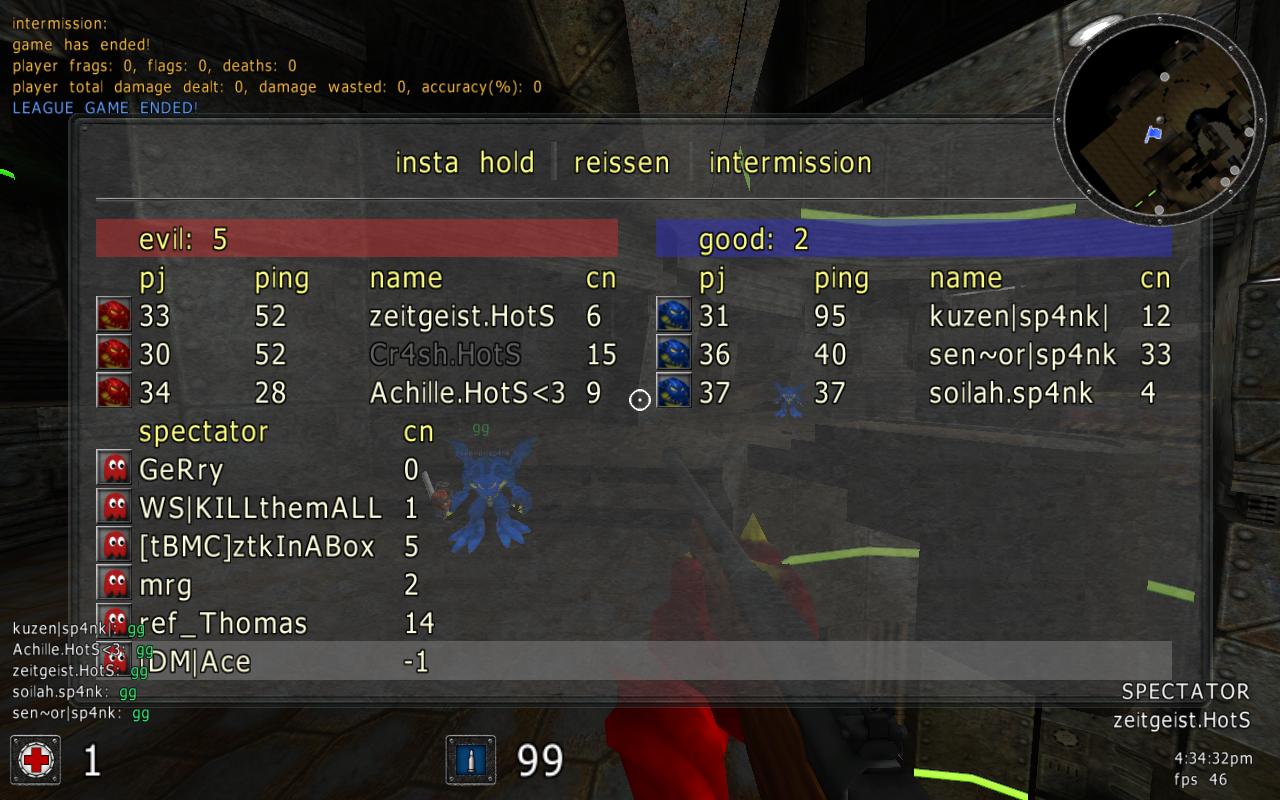 intermission:
game has ended!
player frags: 0, flags: 0, deaths: 0
player total damage dealt: 0, damage wasted: 0, accuracy(%): 0
LEAGUE GAME ENDED!
insta hold reissen intermission
evil: 5
pj ping name cn
33 52 zeitgeist.HotS 6
30 52 Cr4sh.HotS 15
34 28 Achille.HotS<3 9
good: 2
pj ping name cn
31 95 kuzen|sp4nk| 12
36 40 sen~or|sp4nk 33
37 37 soilah.sp4nk 4
spectator cn
GeRry 0
WS|KILLthemALL 1
[tBMC]ztkInABox 5
mrg 2
ref_Thomas 14
DM|Ace -1
gg
kuzen|sp4nk|: gg
Achille.HotS<3: gg
zeitgeist.HotS: gg
soilah.sp4nk: gg
sen~or|sp4nk: gg
1
99
SPECTATOR
zeitgeist.HotS
4:34:32pm
fps 46